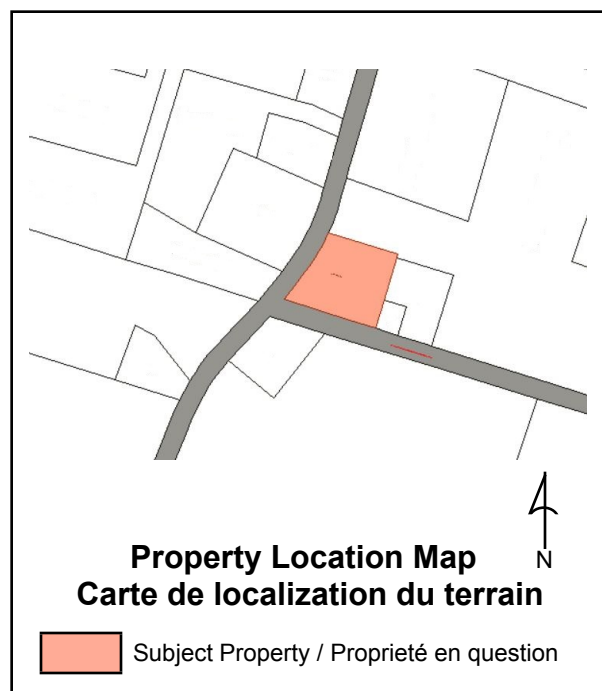 N
Property Location Map
Carte de localization du terrain
Subject Property / Proprieté en question